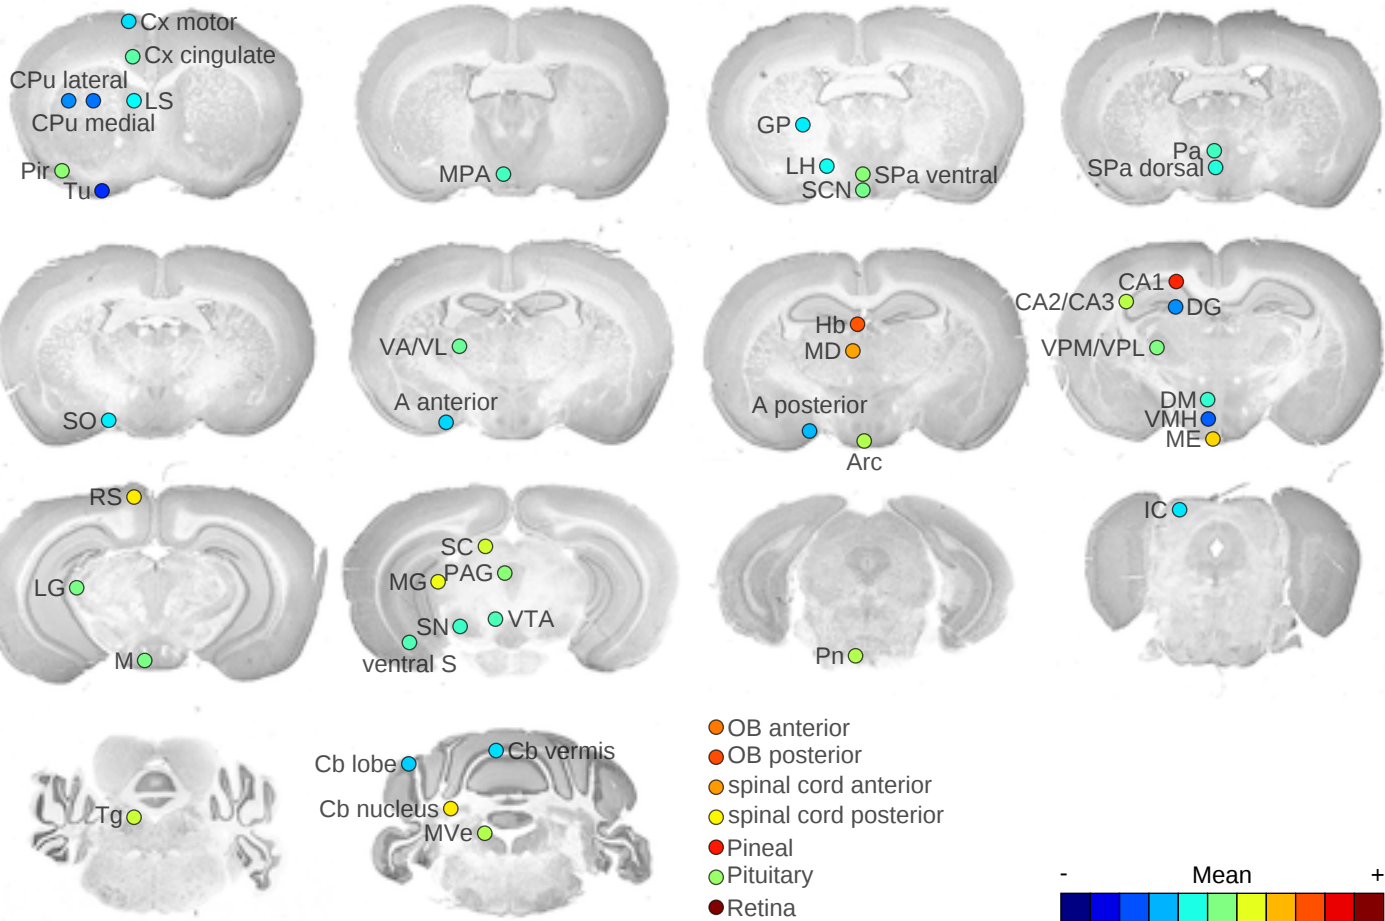 Cx motor
Cx cingulate
CPu lateral
LS
CPu medial
Pir
Tu
MPA
GP
LH
SPa ventral
SCN
Pa
SPa dorsal
SO
VA/VL
A anterior
Hb
MD
A posterior
Arc
CA1
CA2/CA3
DG
VPM/VPL
DM
VMH
ME
RS
LG
M
SC
MG
PAG
SN
VTA
ventral S
Pn
IC
Tg
Cb lobe
Cb vermis
Cb nucleus
MVe
OB anterior
OB posterior
spinal cord anterior
spinal cord posterior
Pineal
Pituitary
Retina
- Mean +